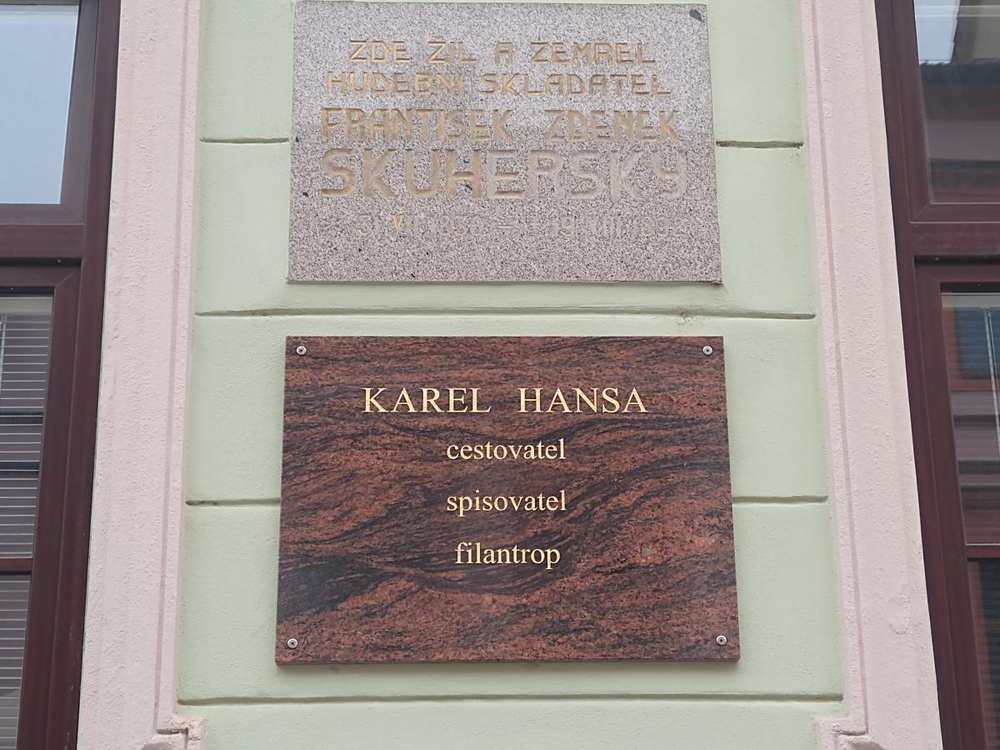 ZDE ŽIL A ZEMŘEL
HUDEBNÍ SKLADATEL
FRANTIŠEK ZDENĚK
SKUHERSKÝ
KAREL HANSA
cestovatel
spisovatel
filantrop